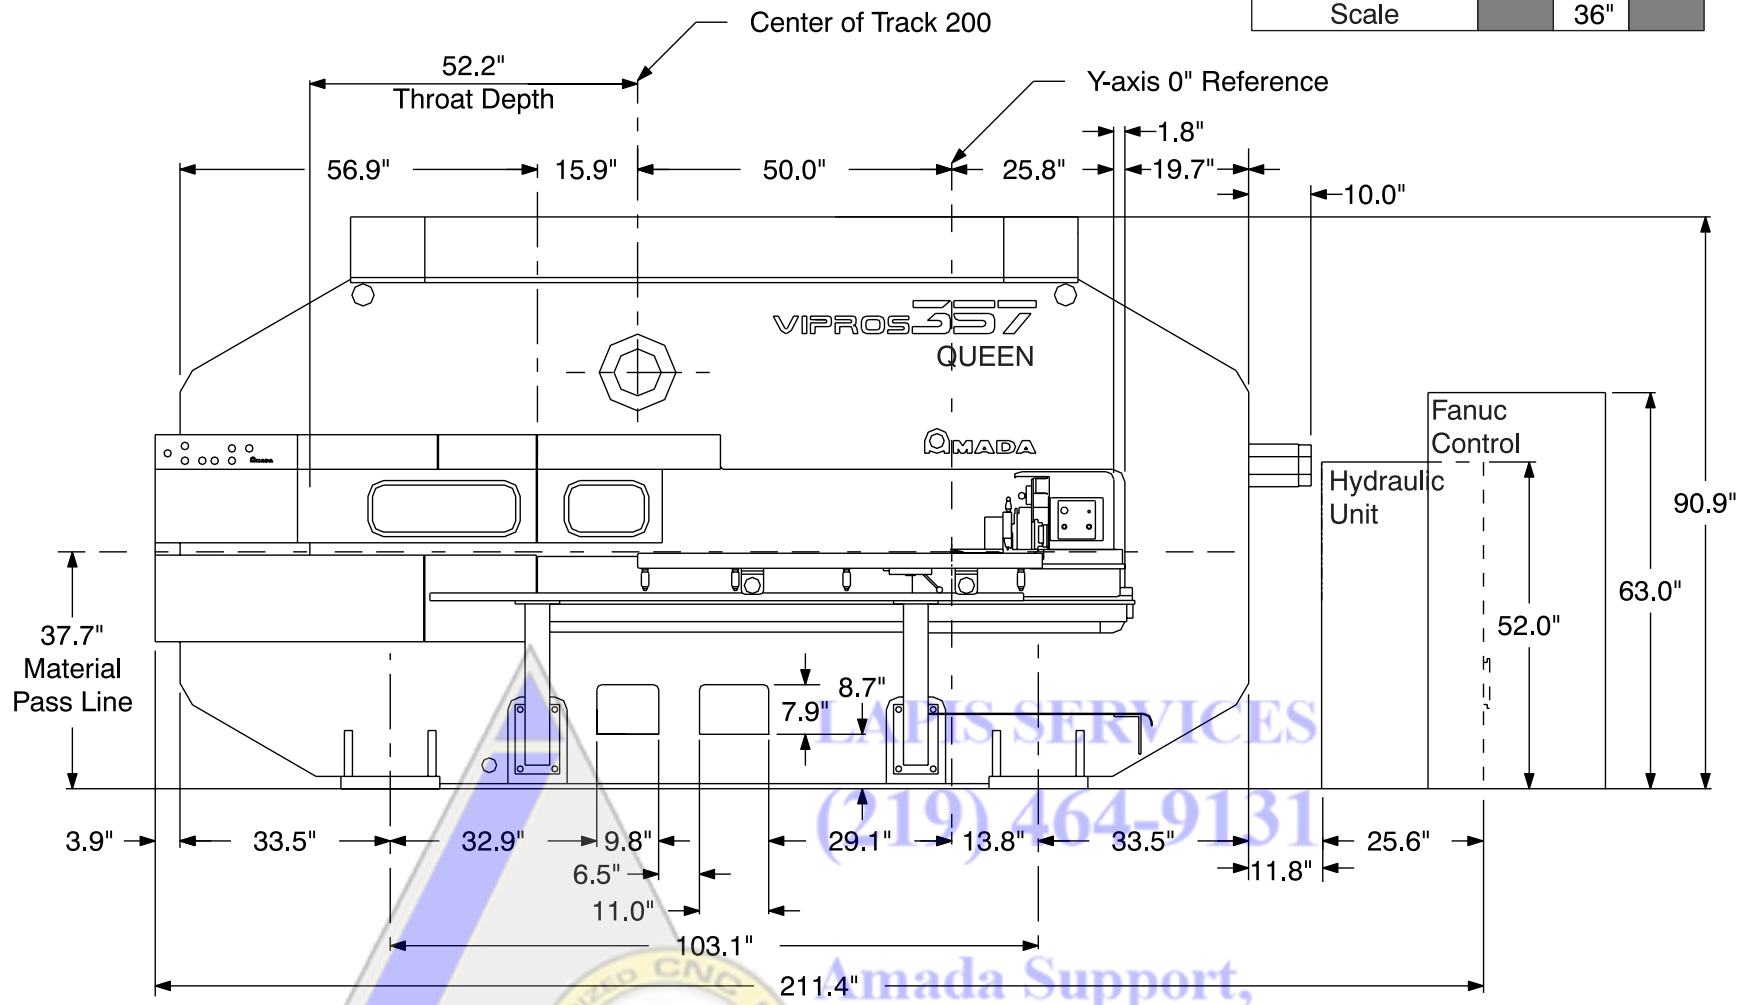 Center of Track 200
Scale 36"
52.2"
Throat Depth
Y-axis 0" Reference
1.8"
56.9" 15.9" 50.0" 25.8" 19.7"
10.0"
VIPROS 357
QUEEN
AMADA
AMADA
Fanuc
Control
Hydraulic
Unit
90.9"
63.0"
52.0"
37.7"
Material
Pass Line
8.7"
7.9"
LAPIS SERVICES
(219) 464-9131
3.9" 33.5" 32.9" 9.8" 29.1" 13.8" 33.5" 25.6"
6.5" 11.8"
11.0"
103.1"
CNC
Amada Support,
211.4"